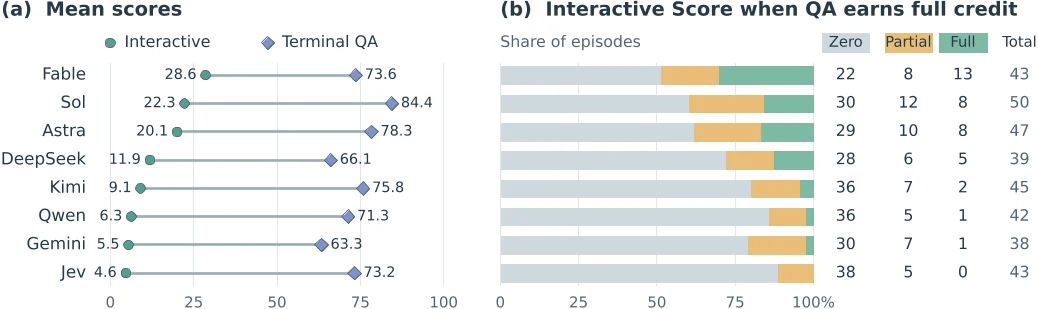 (a) Mean scores
Interactive Terminal QA
Fable 28.6 73.6
Sol 22.3 84.4
Astra 20.1 78.3
DeepSeek 11.9 66.1
Kimi 9.1 75.8
Qwen 6.3 71.3
Gemini 5.5 63.3
Jev 4.6 73.2
0 25 50 75 100
(b) Interactive Score when QA earns full credit
Share of episodes Zero Partial Full Total
22 8 13 43
30 12 8 50
29 10 8 47
28 6 5 39
36 7 2 45
36 5 1 42
30 7 1 38
38 5 0 43
0 25 50 75 100%